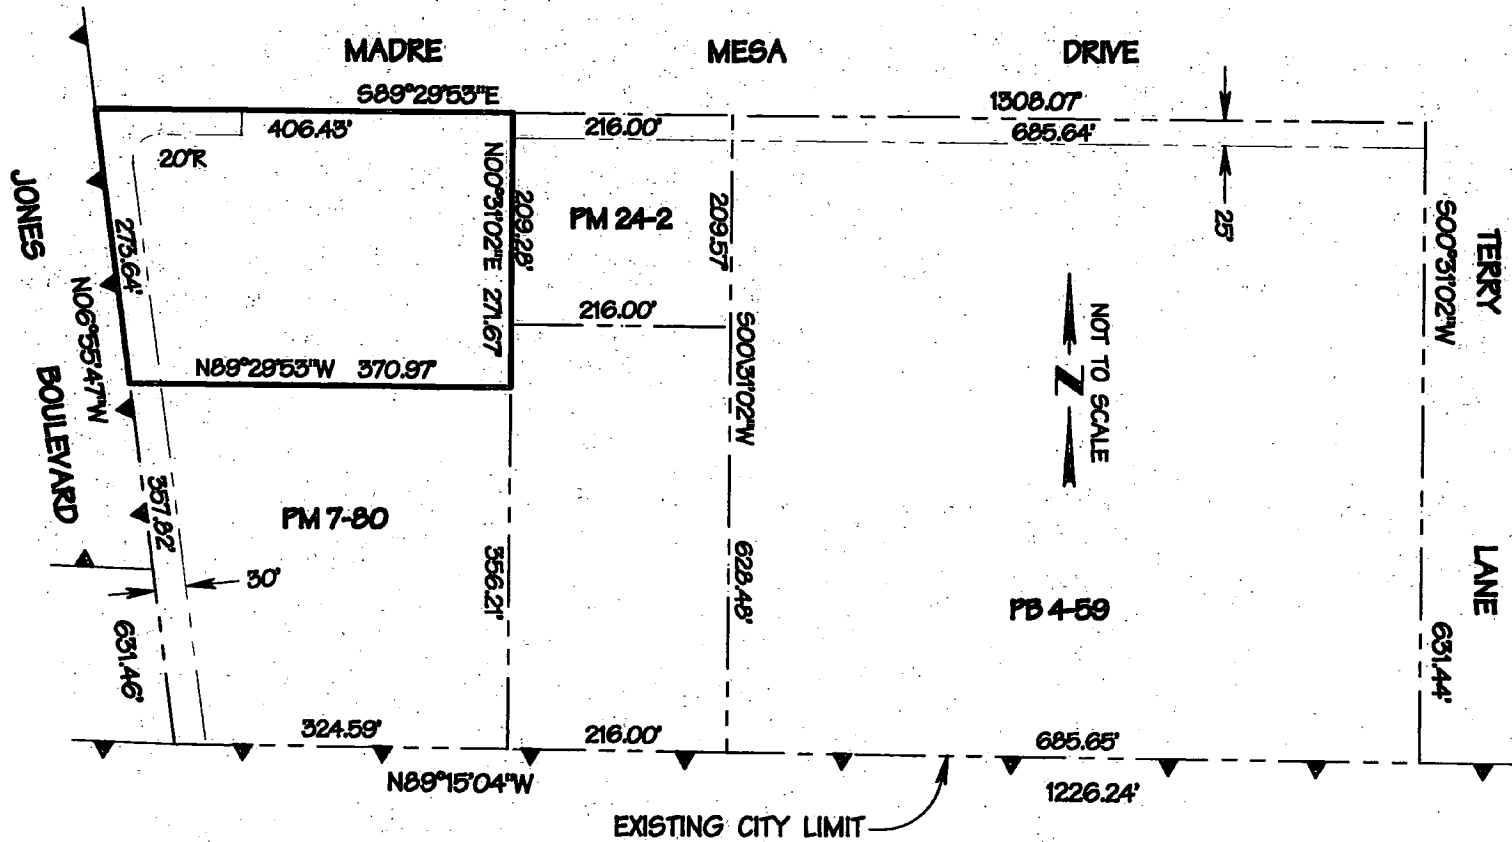 MADRE MESA DRIVE
S89°29'53"E
1308.07'
406.43'
216.00'
685.64'
20'R
JONES BOULEVARD
N06°55'47"W
273.64'
N00°31'02"E 271.67'
209.28'
PM 24-2
209.57'
25'
S00°31'02"W
TERRY LANE
216.00'
NOT TO SCALE
N
S00\31'02"W
N89°29'53"W 370.97'
357.82'
PM 7-80
30'
356.21'
628.48'
PB 4-59
631.46'
631.44'
324.59'
216.00'
685.65'
N89°15'04"W
1226.24'
EXISTING CITY LIMIT